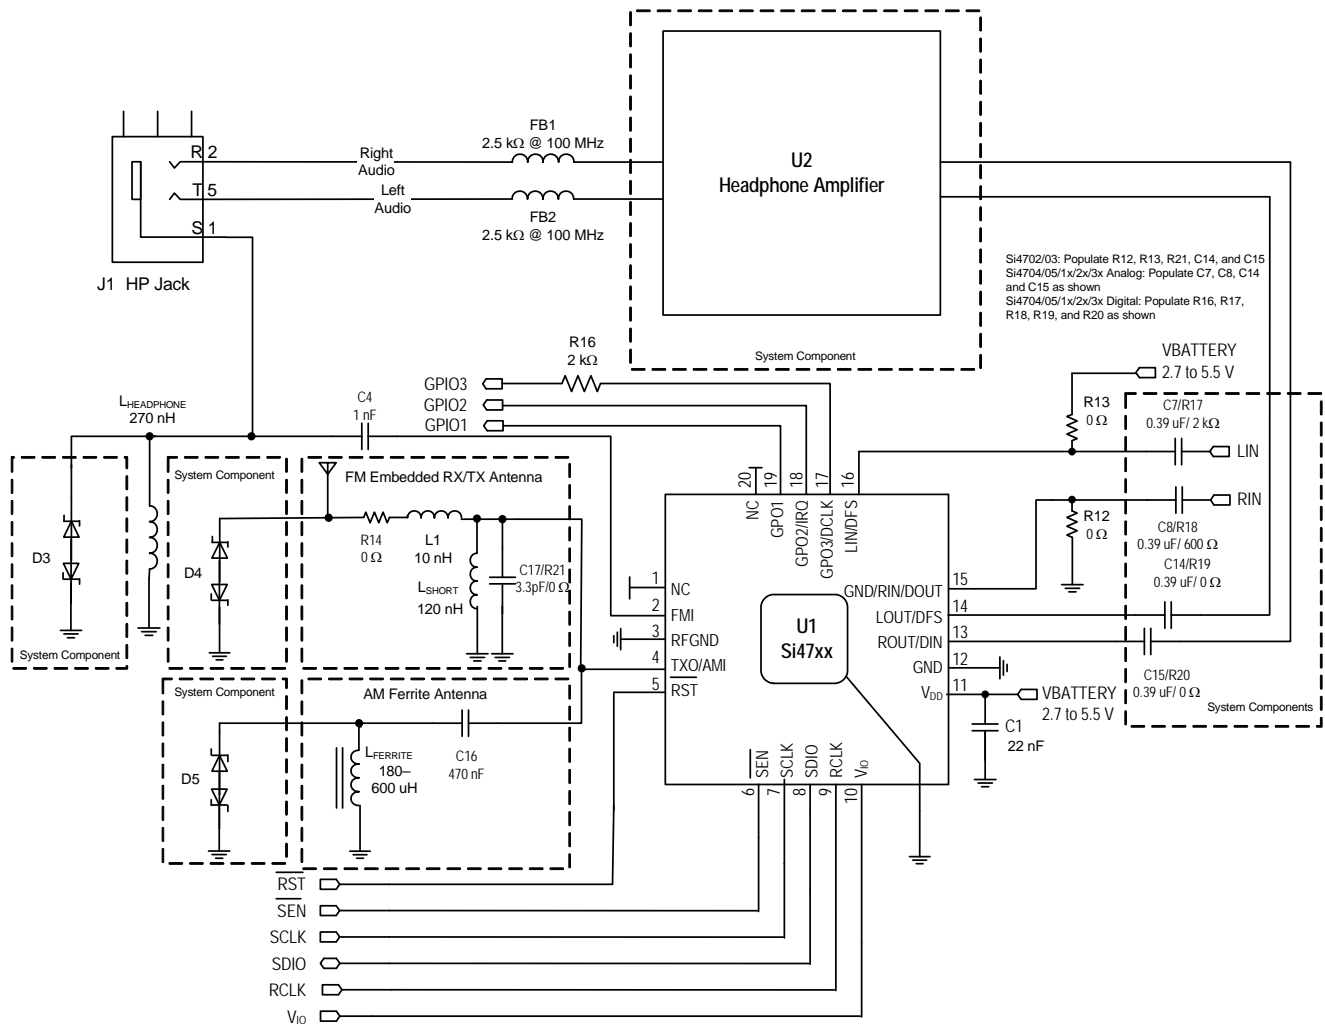 FB1
2.5 kΩ @ 100 MHz
R 2
Right
Audio
T 5
Left
Audio
FB2
2.5 kΩ @ 100 MHz
S 1
J1 HP Jack
U2
Headphone Amplifier
System Component
Si4702/03: Populate R12, R13, R21, C14, and C15
Si4704/05/1x/2x/3x Analog: Populate C7, C8, C14
and C15 as shown
Si4704/05/1x/2x/3x Digital: Populate R16, R17,
R18, R19, and R20 as shown
R16
2 kΩ
GPIO3
GPIO2
GPIO1
VBATTERY
2.7 to 5.5 V
LHEADPHONE
270 nH
C4
1 nF
R13
0 Ω
C7/R17
0.39 uF/ 2 kΩ
LIN
RIN
R12
0 Ω
C8/R18
0.39 uF/ 600 Ω
C14/R19
0.39 uF/ 0 Ω
C15/R20
0.39 uF/ 0 Ω
System Components
D3
System Component
System Component
D4
FM Embedded RX/TX Antenna
R14
0 Ω
L1
10 nH
LSHORT
120 nH
C17/R21
3.3pF/0 Ω
System Component
D5
AM Ferrite Antenna
LFERRITE
180–
600 uH
C16
470 nF
20
19
18
17
16
NC
GPO1
GPO2/IRQ
GPO3/DCLK
LIN/DFS
1
NC
2
FMI
3
RFGND
4
TXO/AMI
5
RST
U1
Si47xx
GND/RIN/DOUT
15
LOUT/DFS
14
ROUT/DIN
13
GND
12
VDD
11
VBATTERY
2.7 to 5.5 V
C1
22 nF
SEN
SCLK
SDIO
RCLK
VIO
6
7
8
9
10
RST
SEN
SCLK
SDIO
RCLK
VIO